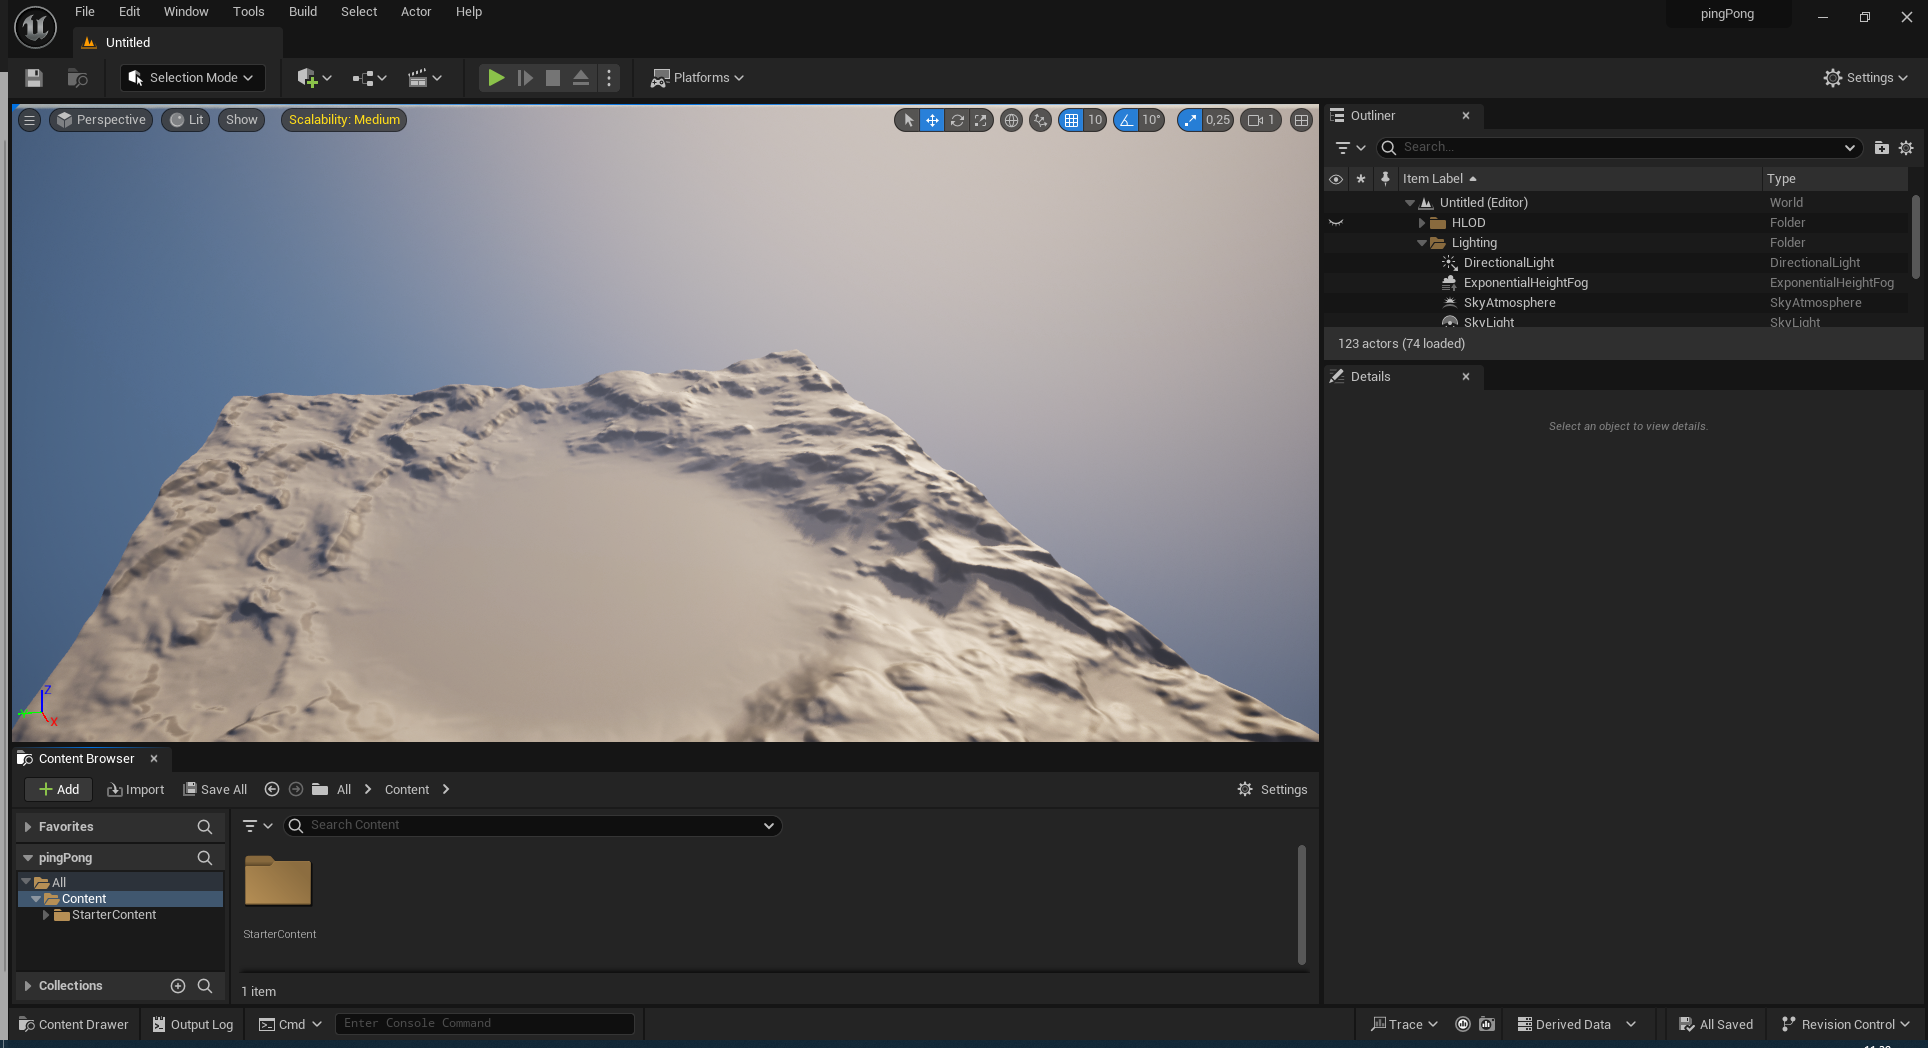 File Edit Window Tools Build Select Actor Help
pingPong
Untitled
Selection Mode
Platforms
Settings
Perspective Lit Show Scalability: Medium
10 10° 0,25 1
Z
Y
X
Outliner
Search...
Item Label Type
Untitled (Editor) World
HLOD Folder
Lighting Folder
DirectionalLight DirectionalLight
ExponentialHeightFog ExponentialHeightFog
SkyAtmosphere SkyAtmosphere
SkyLight SkyLight
123 actors (74 loaded)
Details
Select an object to view details.
Content Browser
Add Import Save All All Content Settings
Favorites
Search Content
pingPong
All
Content
StarterContent
StarterContent
Collections
1 item
Content Drawer Output Log Cmd Enter Console Command Trace Derived Data All Saved Revision Control